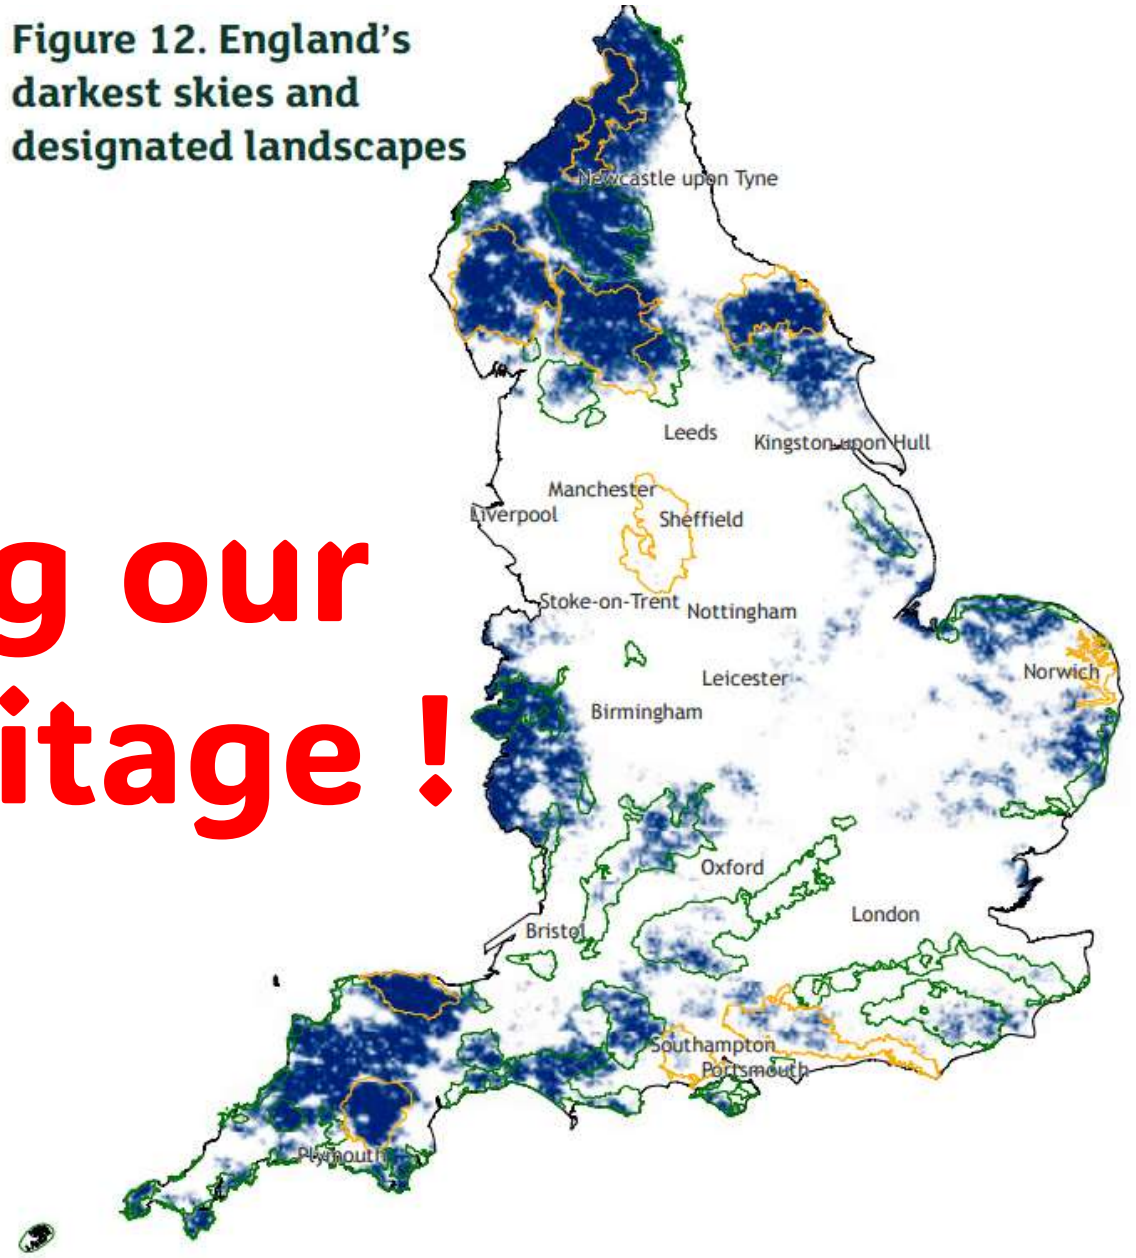 Figure 12. England's
darkest skies and
designated landscapes
Newcastle upon Tyne
Leeds
Kingston upon Hull
Manchester
Liverpool
Sheffield
g our
Stoke-on-Trent
Nottingham
Norwich
Leicester
Birmingham
itage !
Oxford
London
Bristol
Southampton
Portsmouth
Plymouth